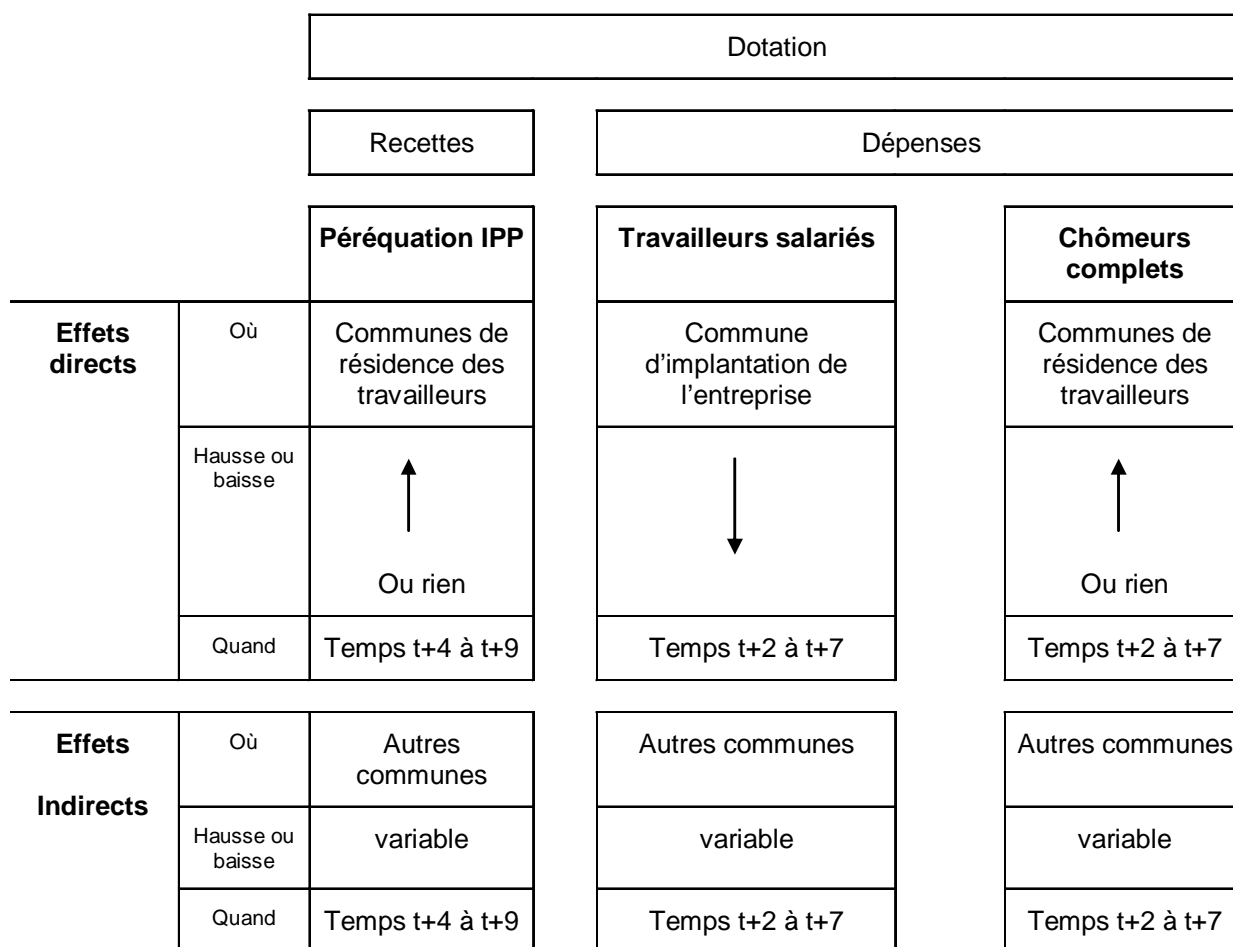 Dotation
Recettes
Dépenses
Péréquation IPP
Travailleurs salariés
Chômeurs
complets
Effets
directs
Où
Communes de
résidence des
travailleurs
Commune
d'implantation de
l'entreprise
Communes de
résidence des
travailleurs
Hausse ou
baisse
Ou rien
Ou rien
Quand
Temps t+4 à t+9
Temps t+2 à t+7
Temps t+2 à t+7
Effets
Indirects
Où
Autres
communes
Autres communes
Autres communes
Hausse ou
baisse
variable
variable
variable
Quand
Temps t+4 à t+9
Temps t+2 à t+7
Temps t+2 à t+7